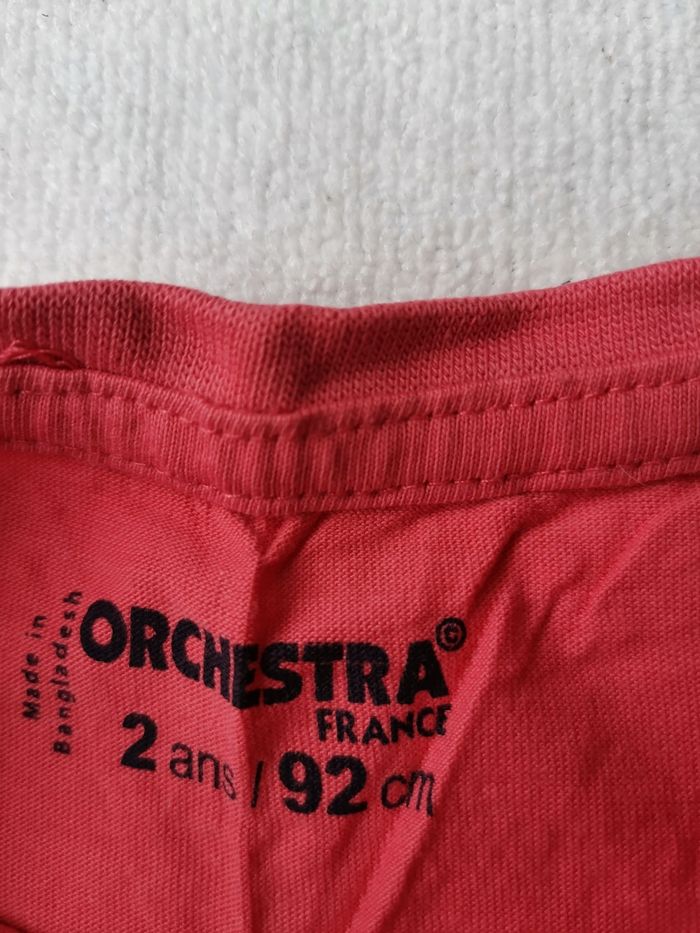 Made in
Bangladesh
ORCHESTRA©
FRANCE
2 ans / 92 cm